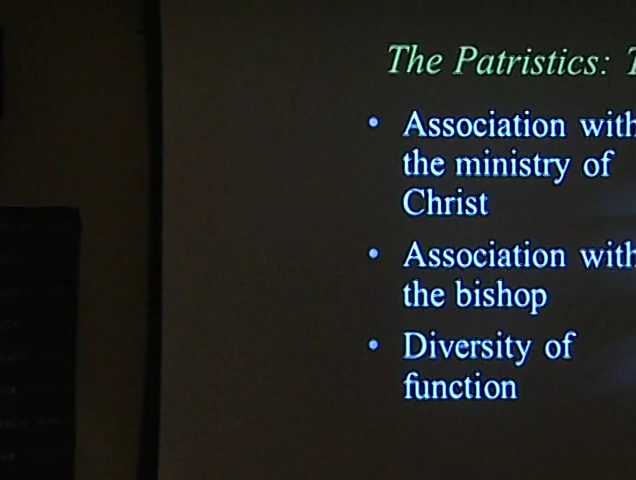 The Patristics:
• Association with
the ministry of
Christ
• Association with
the bishop
• Diversity of
function